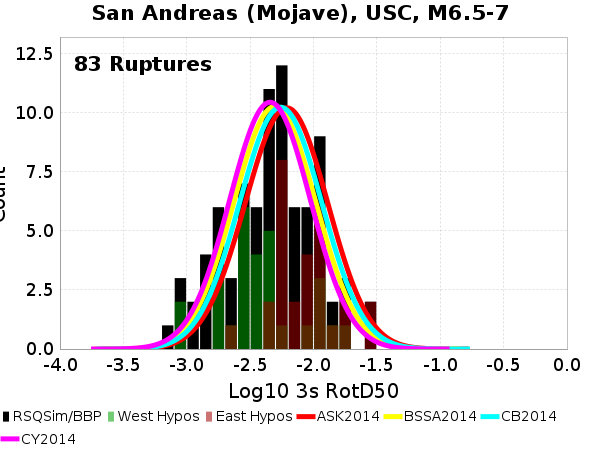 San Andreas (Mojave), USC, M6.5-7
83 Ruptures
12.5
10.0
7.5
5.0
2.5
0.0
Count
-4.0 -3.5 -3.0 -2.5 -2.0 -1.5 -1.0 -0.5 0.0
Log10 3s RotD50
RSQSim/BBP West Hypos East Hypos ASK2014 BSSA2014 CB2014
CY2014